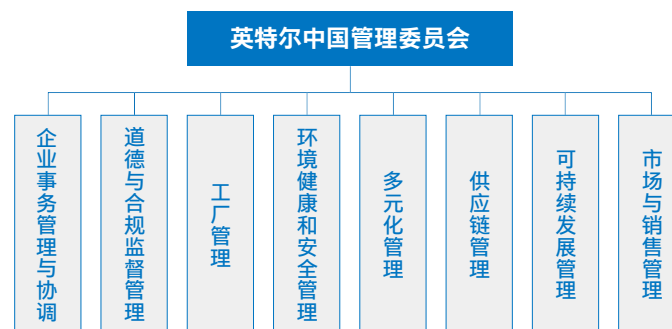 英特尔中国管理委员会
企业事务管理与协调
道德与合规监督管理
工厂管理
环境健康和安全管理
多元化管理
供应链管理
可持续发展管理
市场与销售管理